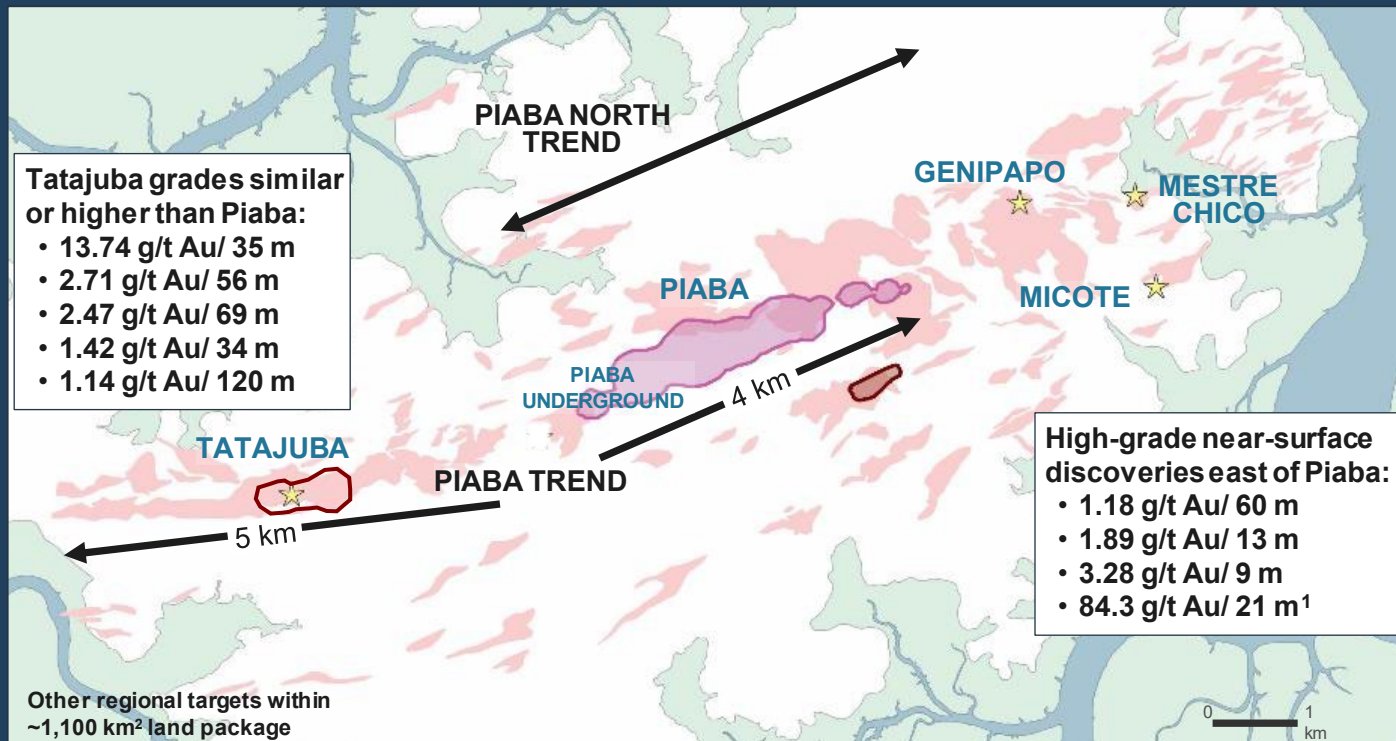 PIABA NORTH
TREND
Tatajuba grades similar
or higher than Piaba:
• 13.74 g/t Au/ 35 m
• 2.71 g/t Au/ 56 m
• 2.47 g/t Au/ 69 m
• 1.42 g/t Au/ 34 m
• 1.14 g/t Au/ 120 m
GENIPAPO
MESTRE
CHICO
MICOTE
PIABA
PIABA
UNDERGROUND
4 km
TATAJUBA
PIABA TREND
5 km
High-grade near-surface
discoveries east of Piaba:
• 1.18 g/t Au/ 60 m
• 1.89 g/t Au/ 13 m
• 3.28 g/t Au/ 9 m
• 84.3 g/t Au/ 21 m¹
Other regional targets within
~1,100 km² land package
0 1
km